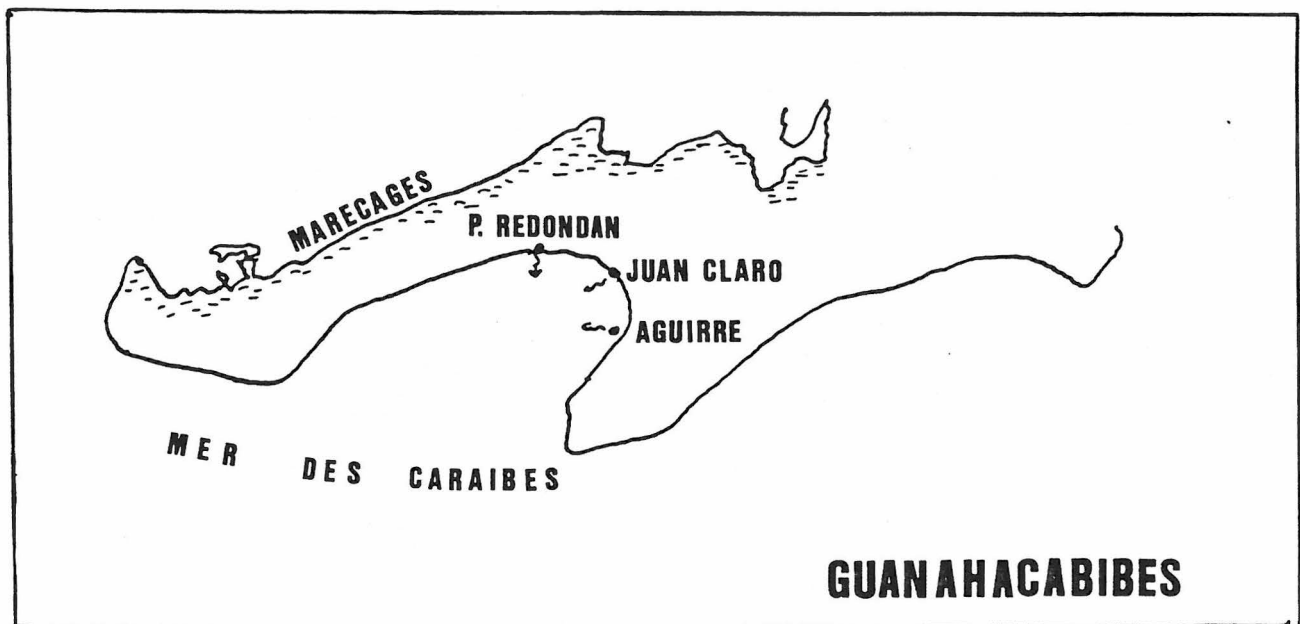 MARECAGES
P. REDONDAN
JUAN CLARO
AGUIRRE
MER DES CARAIBES
GUANAHACABIBES